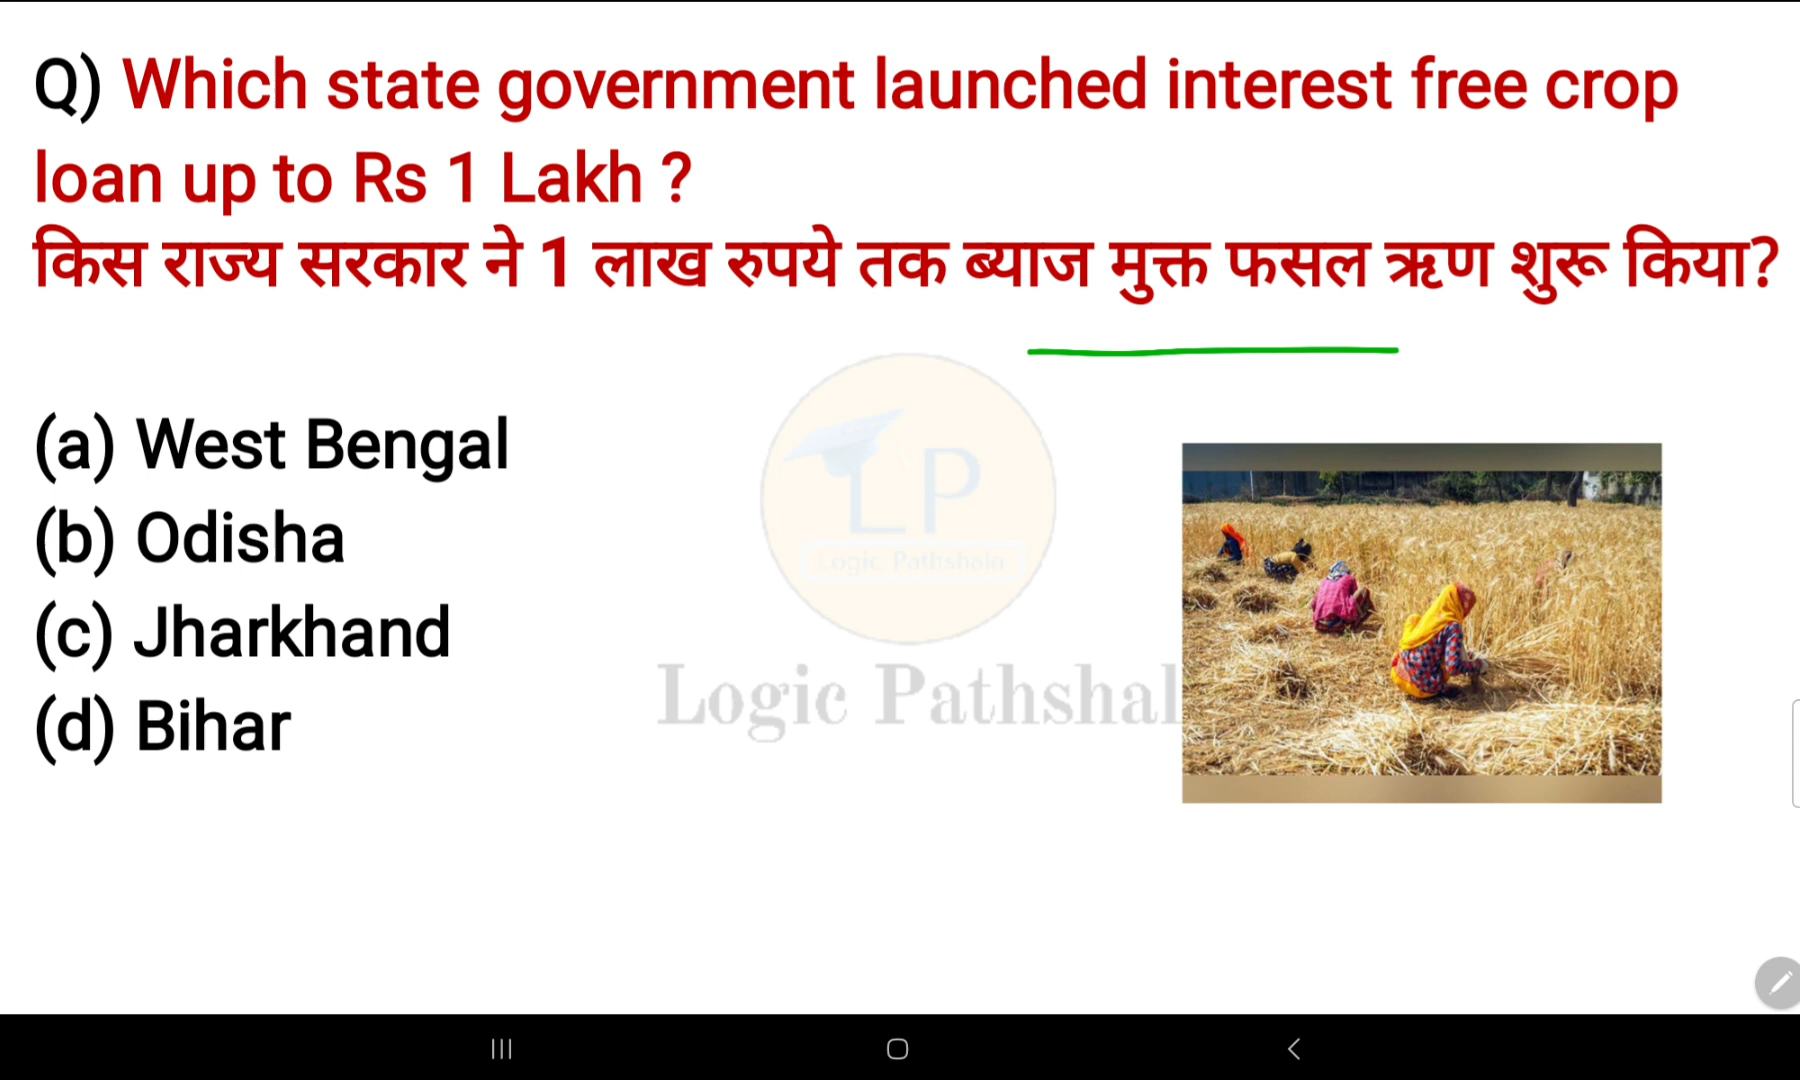 Q) Which state government launched interest free crop
loan up to Rs 1 Lakh ?
किस राज्य सरकार ने 1 लाख रुपये तक ब्याज मुक्त फसल ऋण शुरू किया?
(a) West Bengal
(b) Odisha
(c) Jharkhand
(d) Bihar
LP
Logic Pathshala
Logic Pathshal